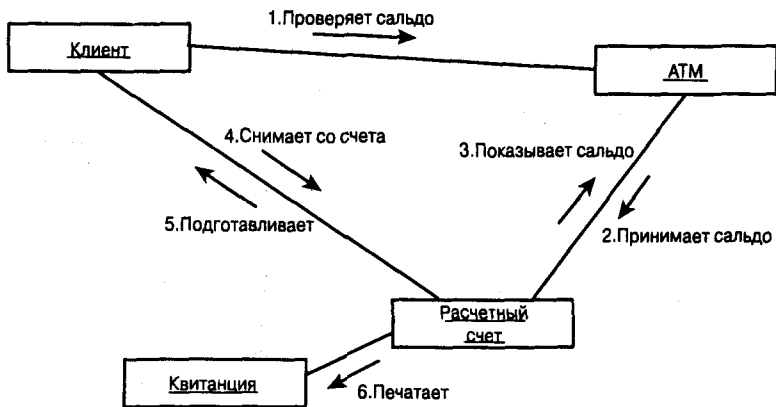 1.Проверяет сальдо
Клиент
АТМ
4.Снимает со счета
3.Показывает сальдо
5.Подготавливает
2.Принимает сальдо
Расчетный
счет
Квитанция
6.Печатает